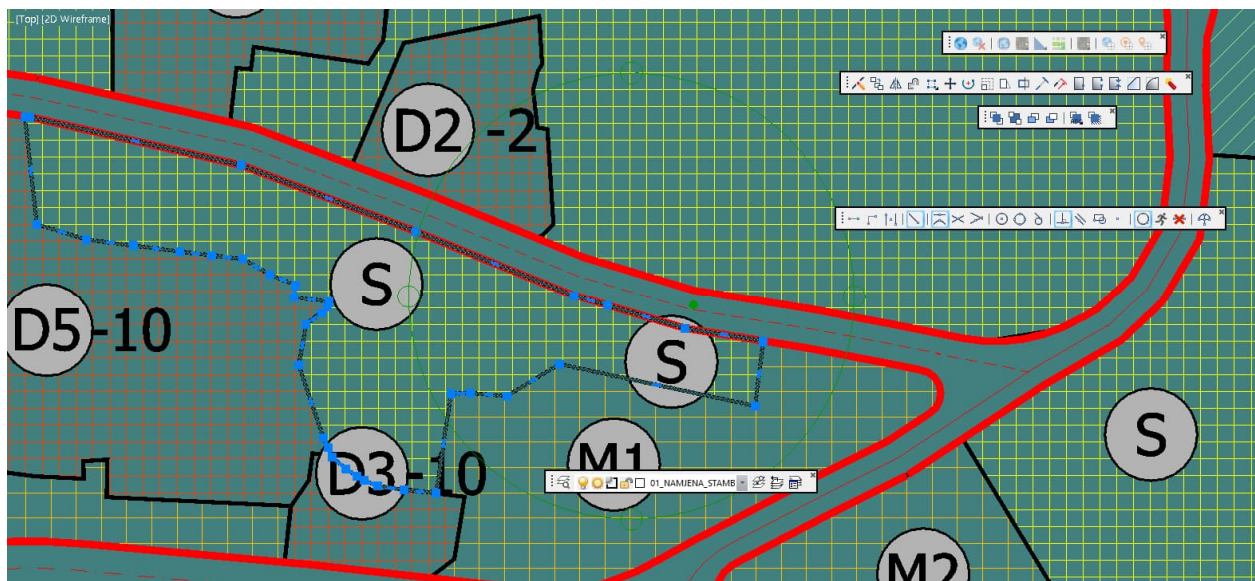 [Top] [2D Wireframe]
D2 -2
S
S
D5-10
S
D3-10
M1
01_NAMJENA_STAMB
M2